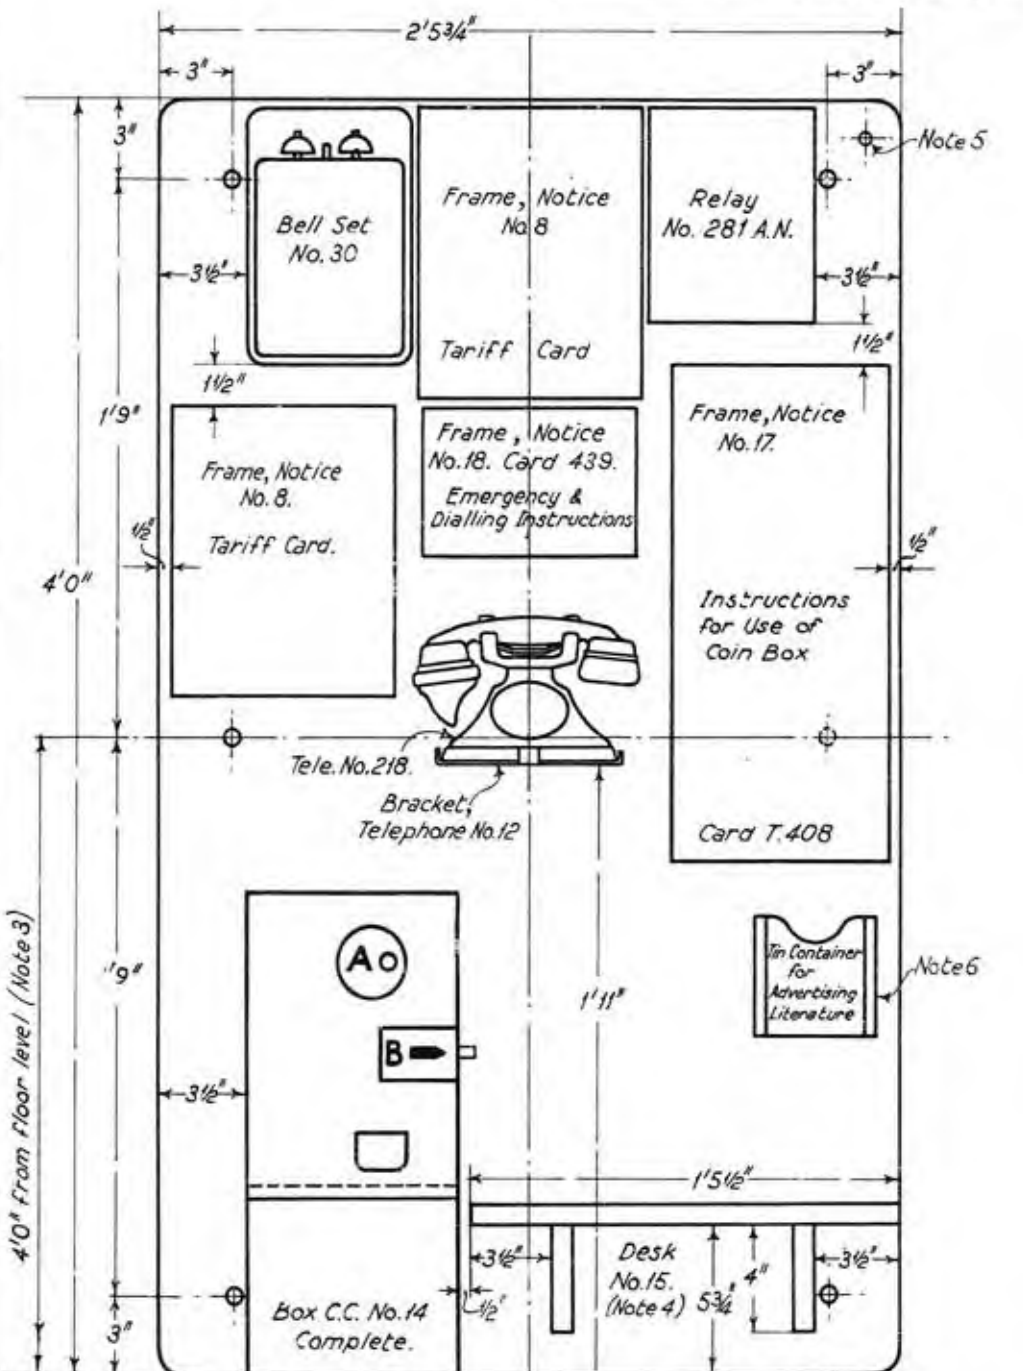 2'5¾"
3"
3"
3"
Note 5
Bell Set
No. 30
Frame, Notice
No.8
Tariff Card
Relay
No. 281 A.N.
3½"
3½"
1½"
1½"
1'9"
Frame, Notice
No.8.
Tariff Card.
Frame, Notice
No.18. Card 439.
Emergency &
Dialling Instructions
Frame, Notice
No.17.
Instructions
for Use of
Coin Box
Card T.408
½"
½"
4'0"
Tele. No.218.
Bracket,
Telephone No.12
4'0" from floor level (Note 3)
'9"
A
B
1'11"
Tin Container
for
Advertising
Literature
Note 6
3½"
1'5½"
3½"
Desk
No.15.
(Note 4)
5¾"
4"
3½"
½"
3"
Box C.C. No.14
Complete.